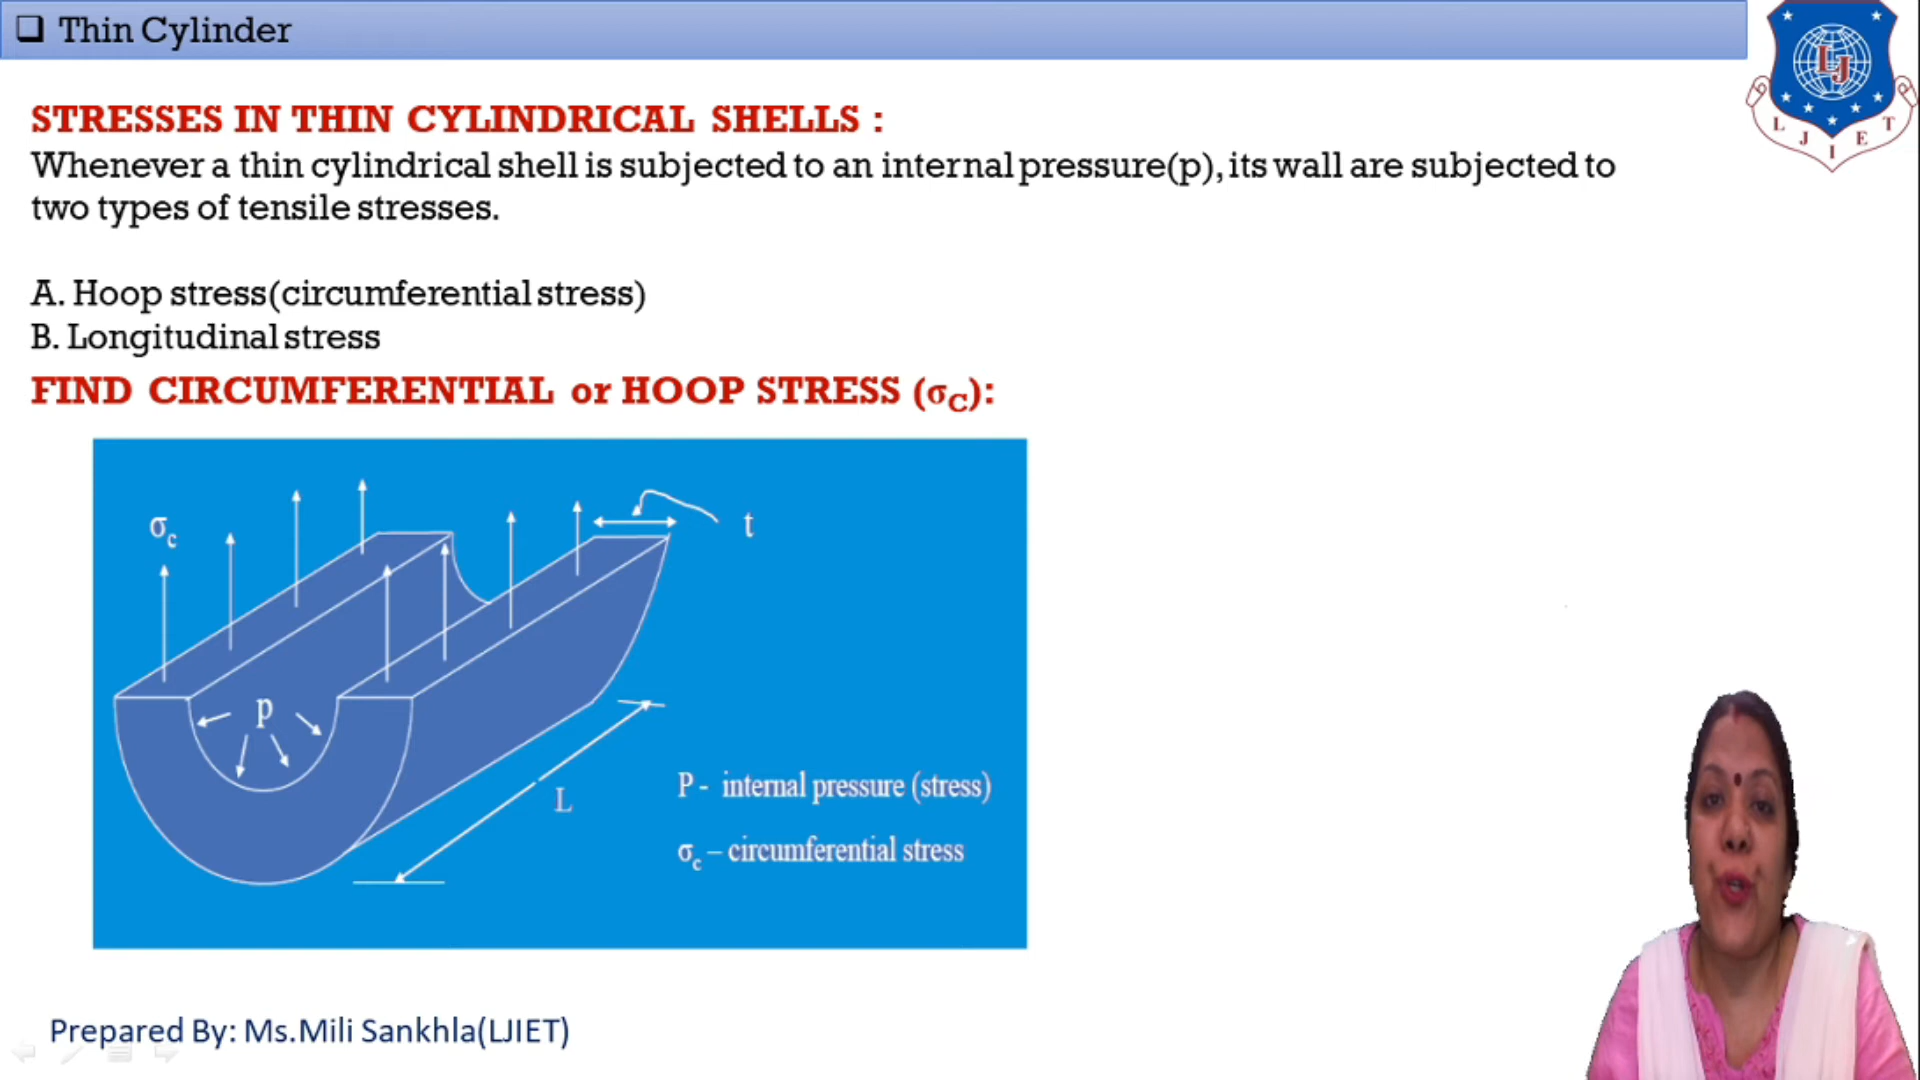 ❑ Thin Cylinder
STRESSES IN THIN CYLINDRICAL SHELLS :
Whenever a thin cylindrical shell is subjected to an internal pressure(p), its wall are subjected to
two types of tensile stresses.
A. Hoop stress(circumferential stress)
B. Longitudinal stress
FIND CIRCUMFERENTIAL or HOOP STRESS (σC):
σc
t
p
L
P - internal pressure (stress)
σc – circumferential stress
Prepared By: Ms.Mili Sankhla(LJIET)
LJ
L J I E T